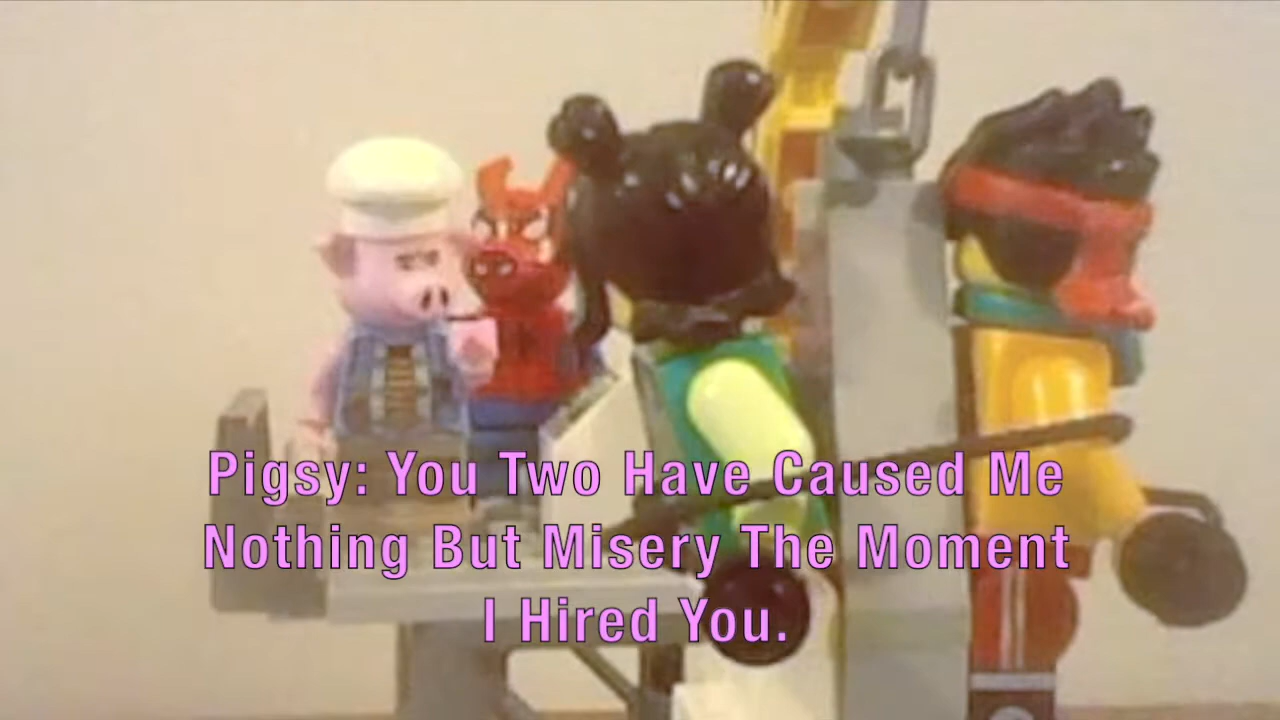 Pigsy: You Two Have Caused Me
Nothing But Misery The Moment
I Hired You.